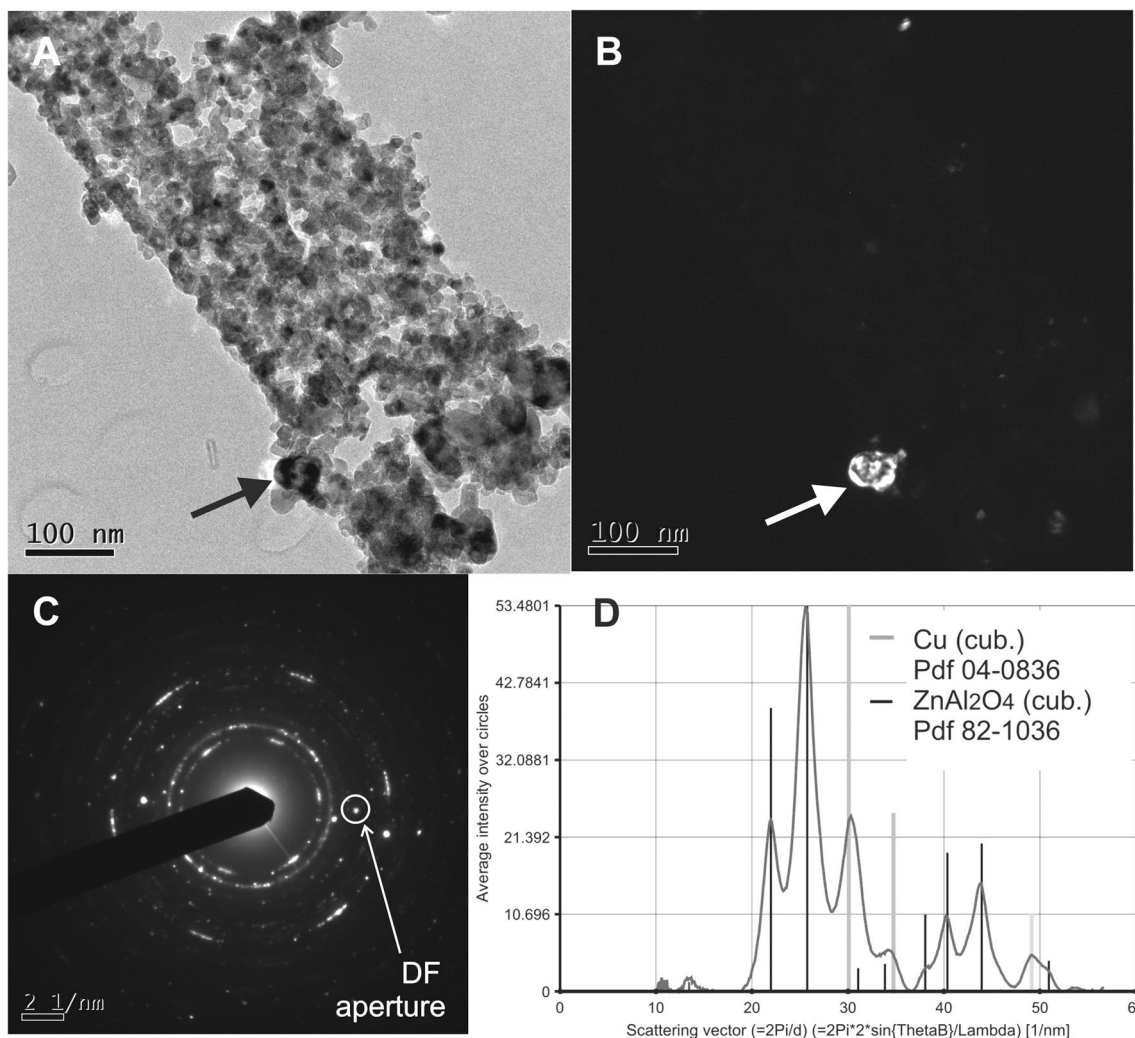 A
100 nm
B
100 nm
C
DF
aperture
2 1/nm
D
53.4801
42.7841
32.0881
21.392
10.696
0
Average intensity over circles
Cu (cub.)
Pdf 04-0836
ZnAl2O4 (cub.)
Pdf 82-1036
0 10 20 30 40 50 6
Scattering vector (=2Pi/d) (=2Pi*2*sin{ThetaB}/Lambda) [1/nm]